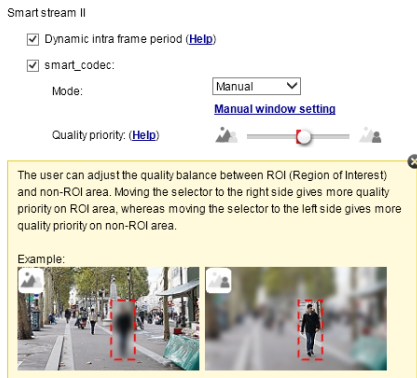 Smart stream II
Dynamic intra frame period (Help)
smart_codec:
Mode:
Manual
Manual window setting
Quality priority: (Help)
The user can adjust the quality balance between ROI (Region of Interest)
and non-ROI area. Moving the selector to the right side gives more quality
priority on ROI area, whereas moving the selector to the left side gives more
quality priority on non-ROI area.
Example: